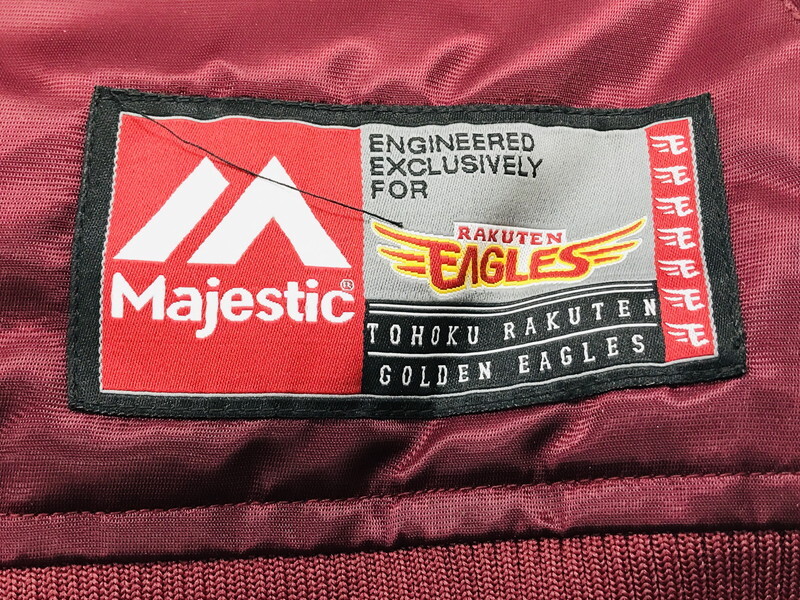 Majestic®
ENGINEERED
EXCLUSIVELY
FOR
RAKUTEN
EAGLES
TOHOKU RAKUTEN
GOLDEN EAGLES
E
E
E
E
E
E
E